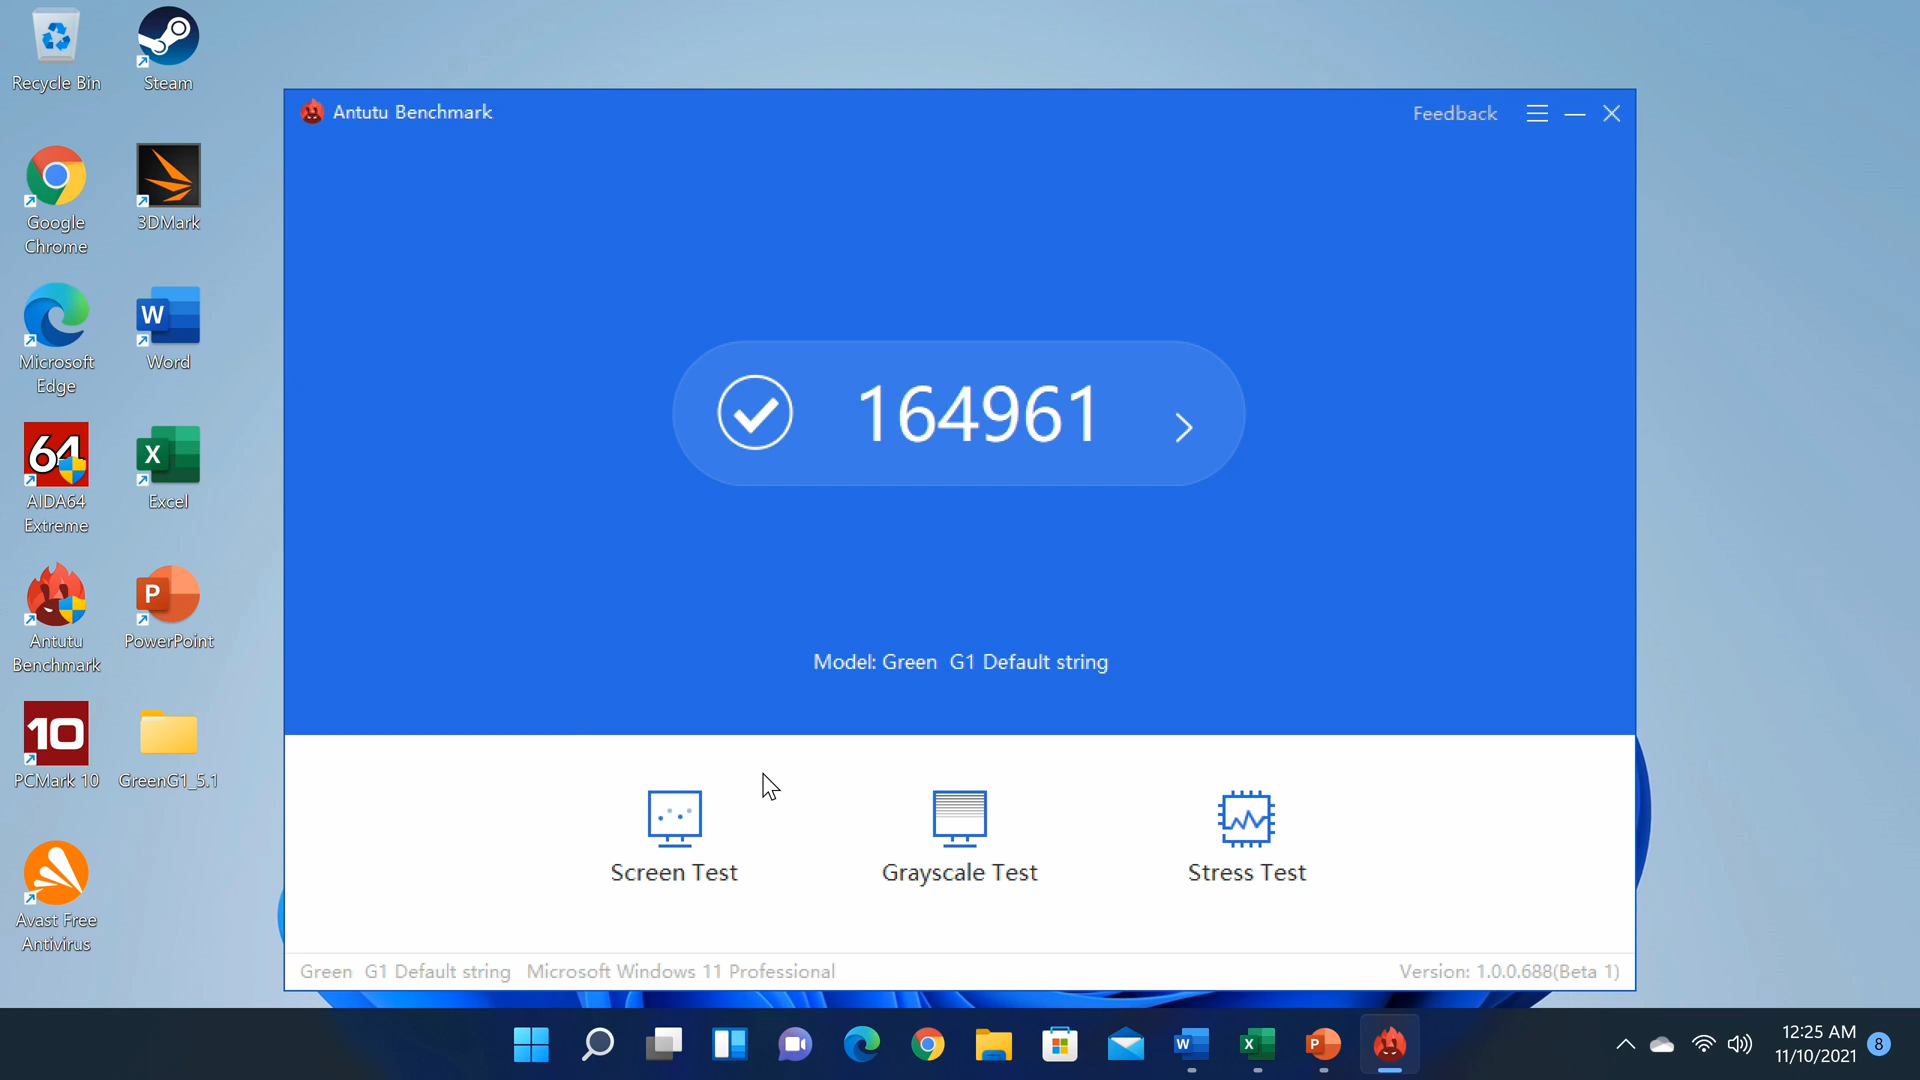 Recycle Bin
Steam
Google
Chrome
3DMark
Microsoft
Edge
W
Word
64
AIDA64
Extreme
X
Excel
Antutu
Benchmark
P
PowerPoint
10
PCMark 10
GreenG1_5.1
Avast Free
Antivirus
Antutu Benchmark
Feedback
164961
Model: Green  G1 Default string
Screen Test
Grayscale Test
Stress Test
Green  G1 Default string  Microsoft Windows 11 Professional
Version: 1.0.0.688(Beta 1)
W
X
P
12:25 AM
11/10/2021
8